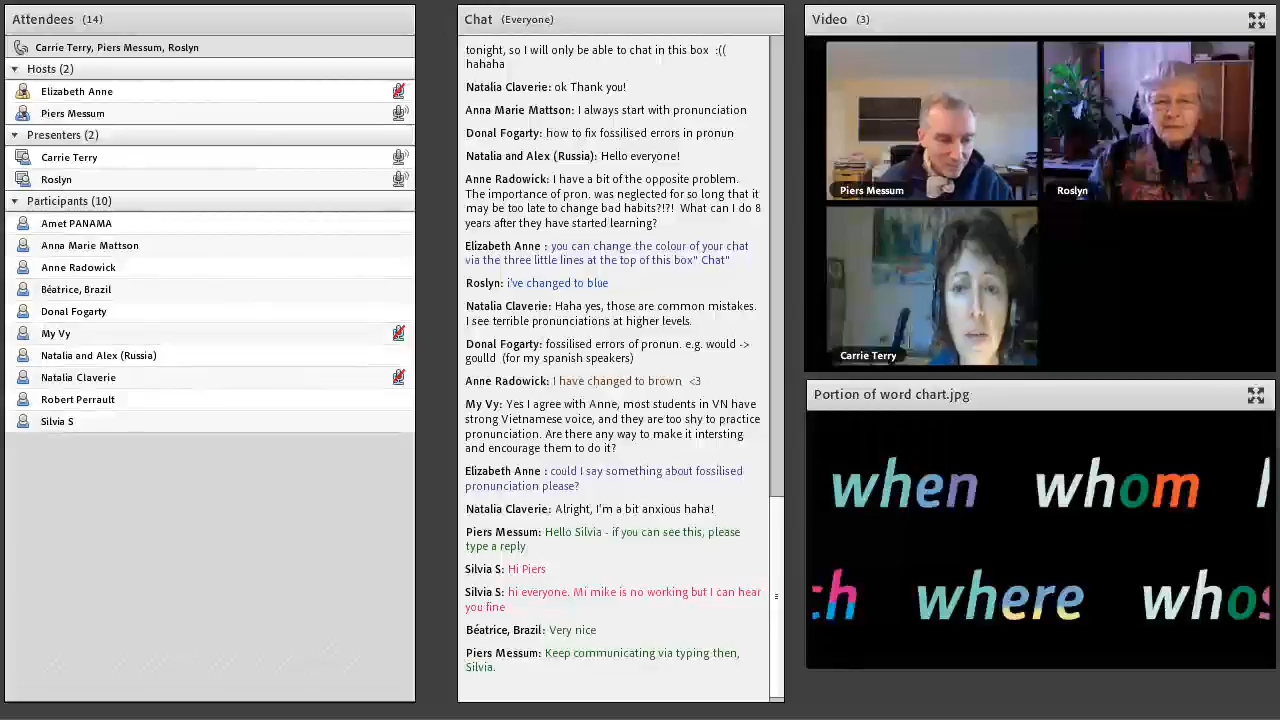 Attendees (14)
Carrie Terry, Piers Messum, Roslyn
Hosts (2)
Elizabeth Anne
Piers Messum
Presenters (2)
Carrie Terry
Roslyn
Participants (10)
Amet PANAMA
Anna Marie Mattson
Anne Radowick
Béatrice, Brazil
Donal Fogarty
My Vy
Natalia and Alex (Russia)
Natalia Claverie
Robert Perrault
Silvia S
Chat (Everyone)
tonight, so I will only be able to chat in this box :((
hahaha
Natalia Claverie: ok Thank you!
Anna Marie Mattson: I always start with pronunciation
Donal Fogarty: how to fix fossilised errors in pronun
Natalia and Alex (Russia): Hello everyone!
Anne Radowick: I have a bit of the opposite problem.
The importance of pron. was neglected for so long that it
may be too late to change bad habits?!?! What can I do 8
years after they have started learning?
Elizabeth Anne : you can change the colour of your chat
via the three little lines at the top of this box" Chat"
Roslyn: i've changed to blue
Natalia Claverie: Haha yes, those are common mistakes.
I see terrible pronunciations at higher levels.
Donal Fogarty: fossilised errors of pronun. e.g. would ->
goulld (for my spanish speakers)
Anne Radowick: I have changed to brown <3
My Vy: Yes I agree with Anne, most students in VN have
strong Vietnamese voice, and they are too shy to practice
pronunciation. Are there any way to make it intersting
and encourage them to do it?
Elizabeth Anne : could I say something about fossilised
pronunciation please?
Natalia Claverie: Alright, I'm a bit anxious haha!
Piers Messum: Hello Silvia - if you can see this, please
type a reply
Silvia S: Hi Piers
Silvia S: hi everyone. Mi mike is no working but I can hear
you fine
Béatrice, Brazil: Very nice
Piers Messum: Keep communicating via typing then,
Silvia.
Video (3)
Piers Messum
Roslyn
Carrie Terry
Portion of word chart.jpg
when whom
ch where whos